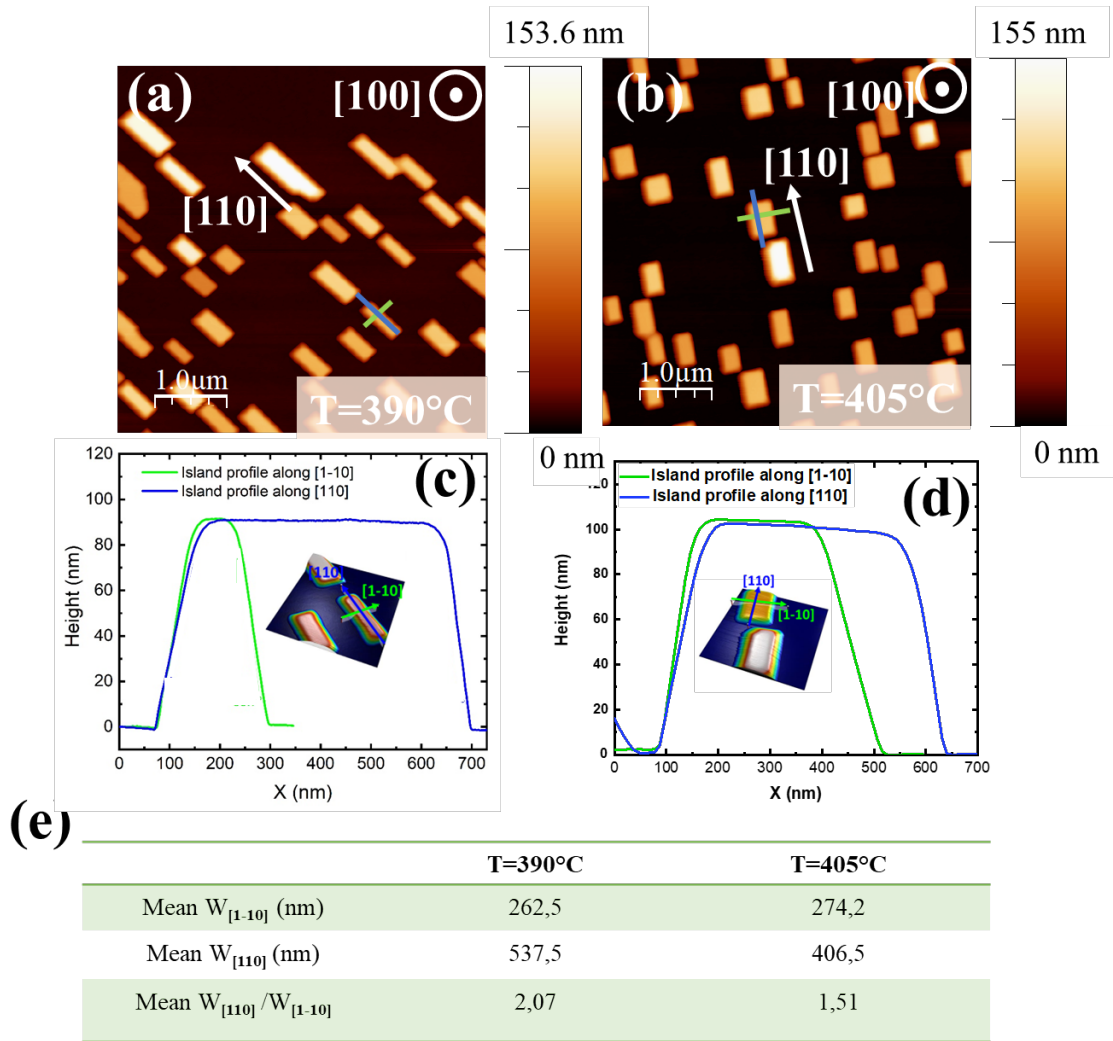 153.6 nm
155 nm
(a)
[100]
[110]
1.0µm
T=390°C
0 nm
(b)
[100]
[110]
1.0µm
T=405°C
0 nm
(c)
Island profile along [1-10]
Island profile along [110]
Height (nm)
120
100
80
60
40
20
0
0 100 200 300 400 500 600 700
X (nm)
[110]
[1-10]
(d)
Island profile along [1-10]
Island profile along [110]
Height (nm)
120
100
80
60
40
20
0
0 100 200 300 400 500 600 700
X (nm)
[110]
[1-10]
(e)
T=390°C T=405°C
Mean W[1-10] (nm) 262,5 274,2
Mean W[110] (nm) 537,5 406,5
Mean W[110] /W[1-10] 2,07 1,51